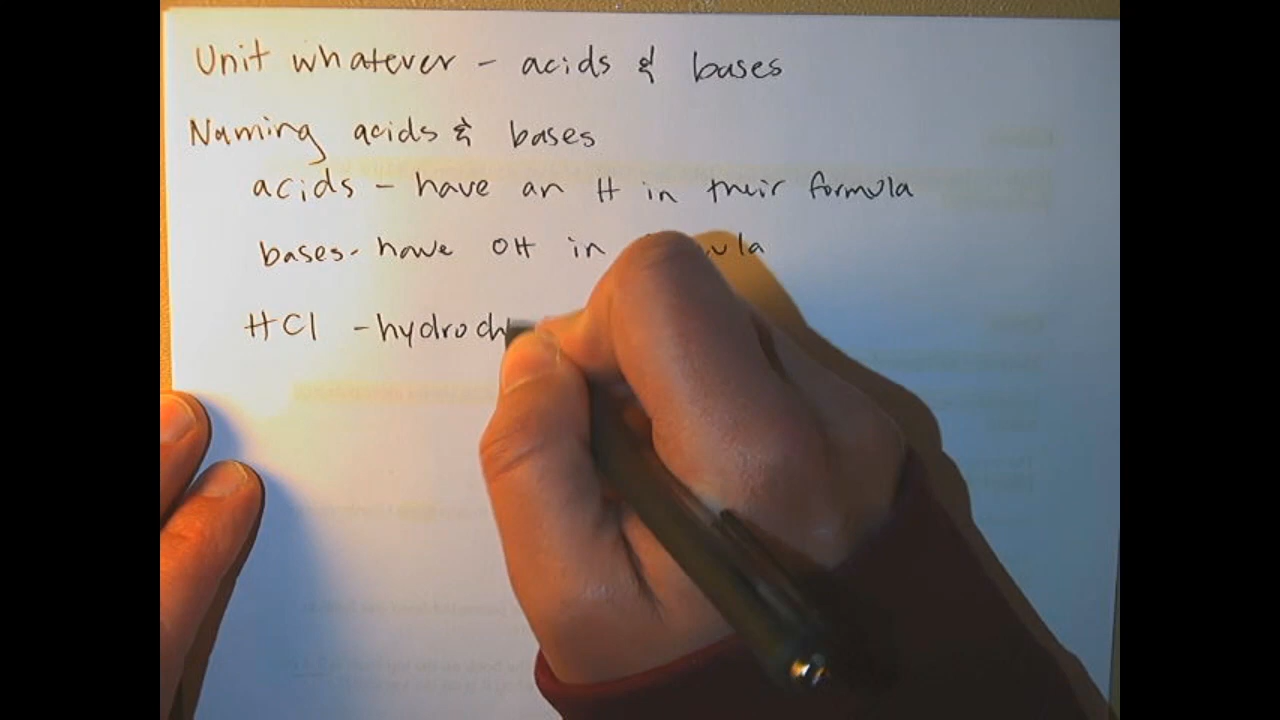 Unit whatever - acids & bases
Naming acids & bases
acids - have an H in their formula
bases- have OH in
HCl - hydroch